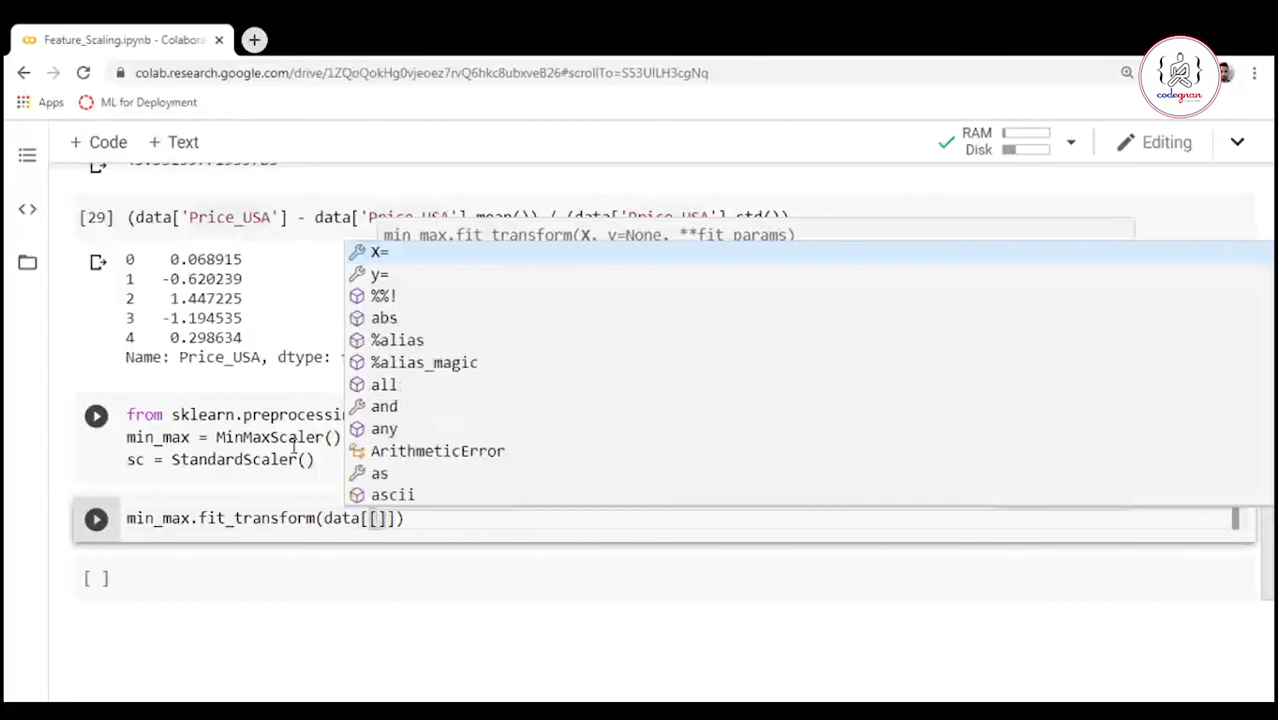 Feature_Scaling.ipynb - Colabora
colab.research.google.com/drive/1ZQoQokHg0vjeoez7rvQ6hkc8ubxveB26#scrollTo=S53UlLH3cgNq
Apps ML for Deployment
codegnan
+ Code + Text
RAM
Disk
Editing
[29] (data['Price_USA'] - data['Price_USA'].mean()) / (data['Price_USA'].std())
min_max.fit_transform(X, y=None, **fit_params)
0 0.068915
1 -0.620239
2 1.447225
3 -1.194535
4 0.298634
Name: Price_USA, dtype:
X=
y=
%%!
abs
%alias
%alias_magic
all
and
any
ArithmeticError
as
ascii
from sklearn.preprocessin
min_max = MinMaxScaler()
sc = StandardScaler()
min_max.fit_transform(data[[]])
[ ]